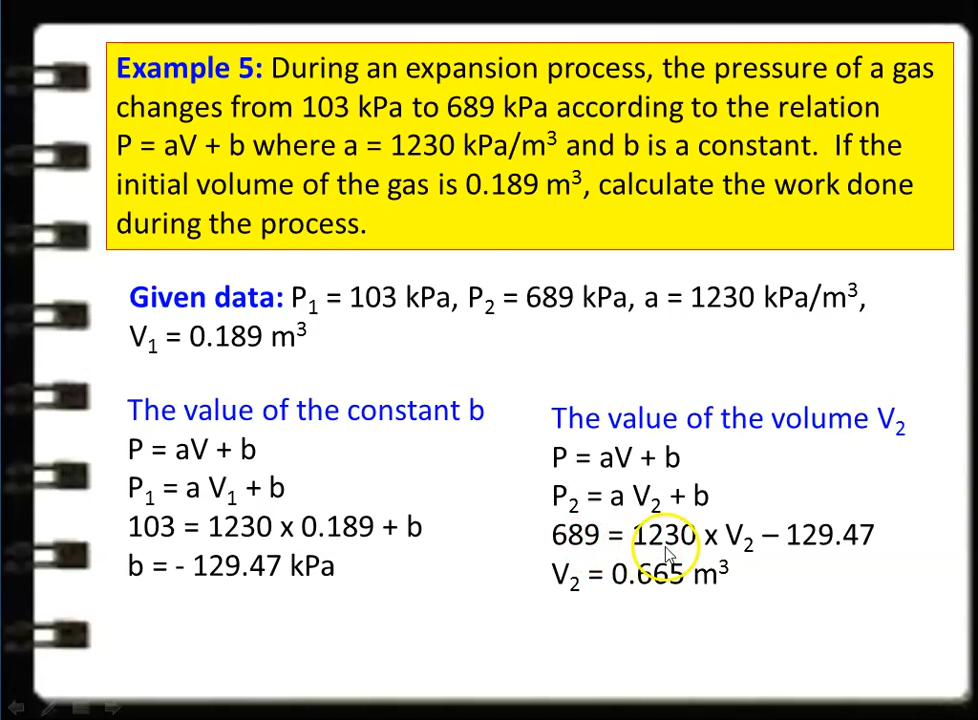 Example 5: During an expansion process, the pressure of a gas
changes from 103 kPa to 689 kPa according to the relation
P = aV + b where a = 1230 kPa/m³ and b is a constant.  If the
initial volume of the gas is 0.189 m³, calculate the work done
during the process.
Given data: P₁ = 103 kPa, P₂ = 689 kPa, a = 1230 kPa/m³,
V₁ = 0.189 m³
The value of the constant b
P = aV + b
P₁ = a V₁ + b
103 = 1230 x 0.189 + b
b = - 129.47 kPa
The value of the volume V₂
P = aV + b
P₂ = a V₂ + b
689 = 1230 x V₂ – 129.47
V₂ = 0.665 m³